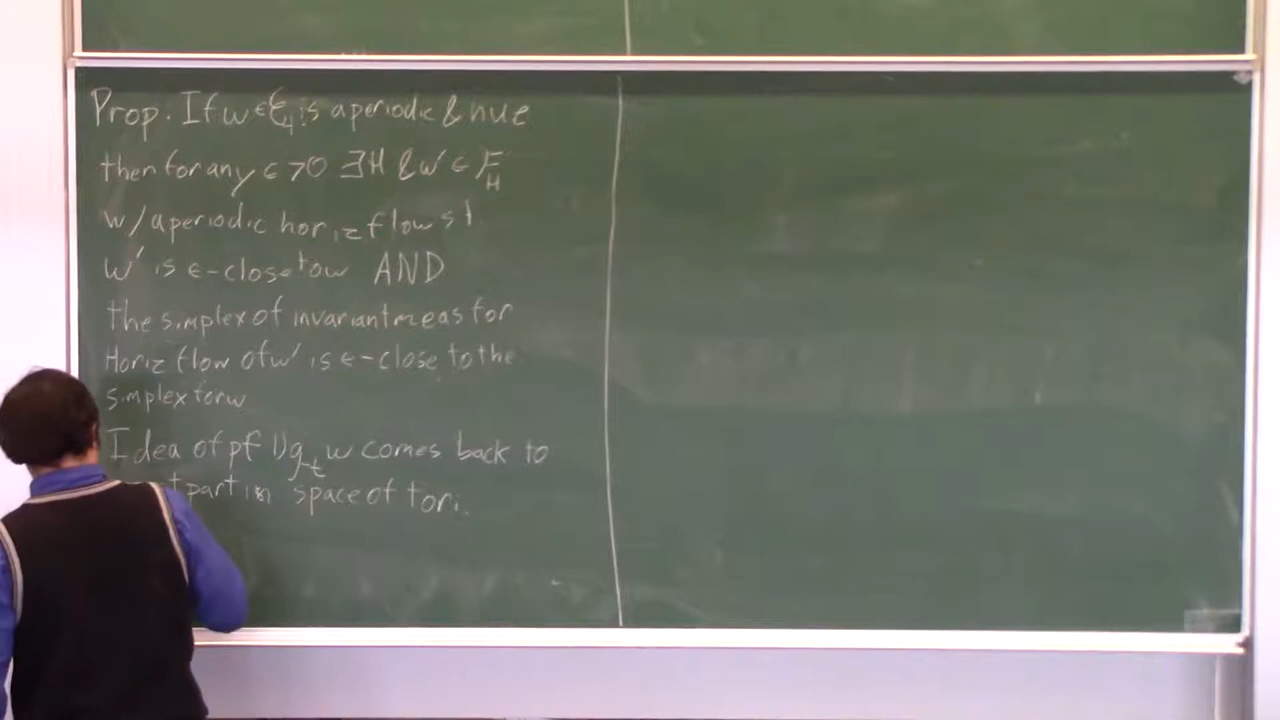 Prop. If w ∈ ℰ₄ is aperiodic & nue
then for any ε > 0 ∃ H & w' ∈ F_H
w/aperiodic horiz flow st
w' is ε-close to w AND
the simplex of invariant meas for
Horiz flow of w' is ε-close to the
simplex for w
Idea of pf 1) g_t w comes back to
part in space of tori.